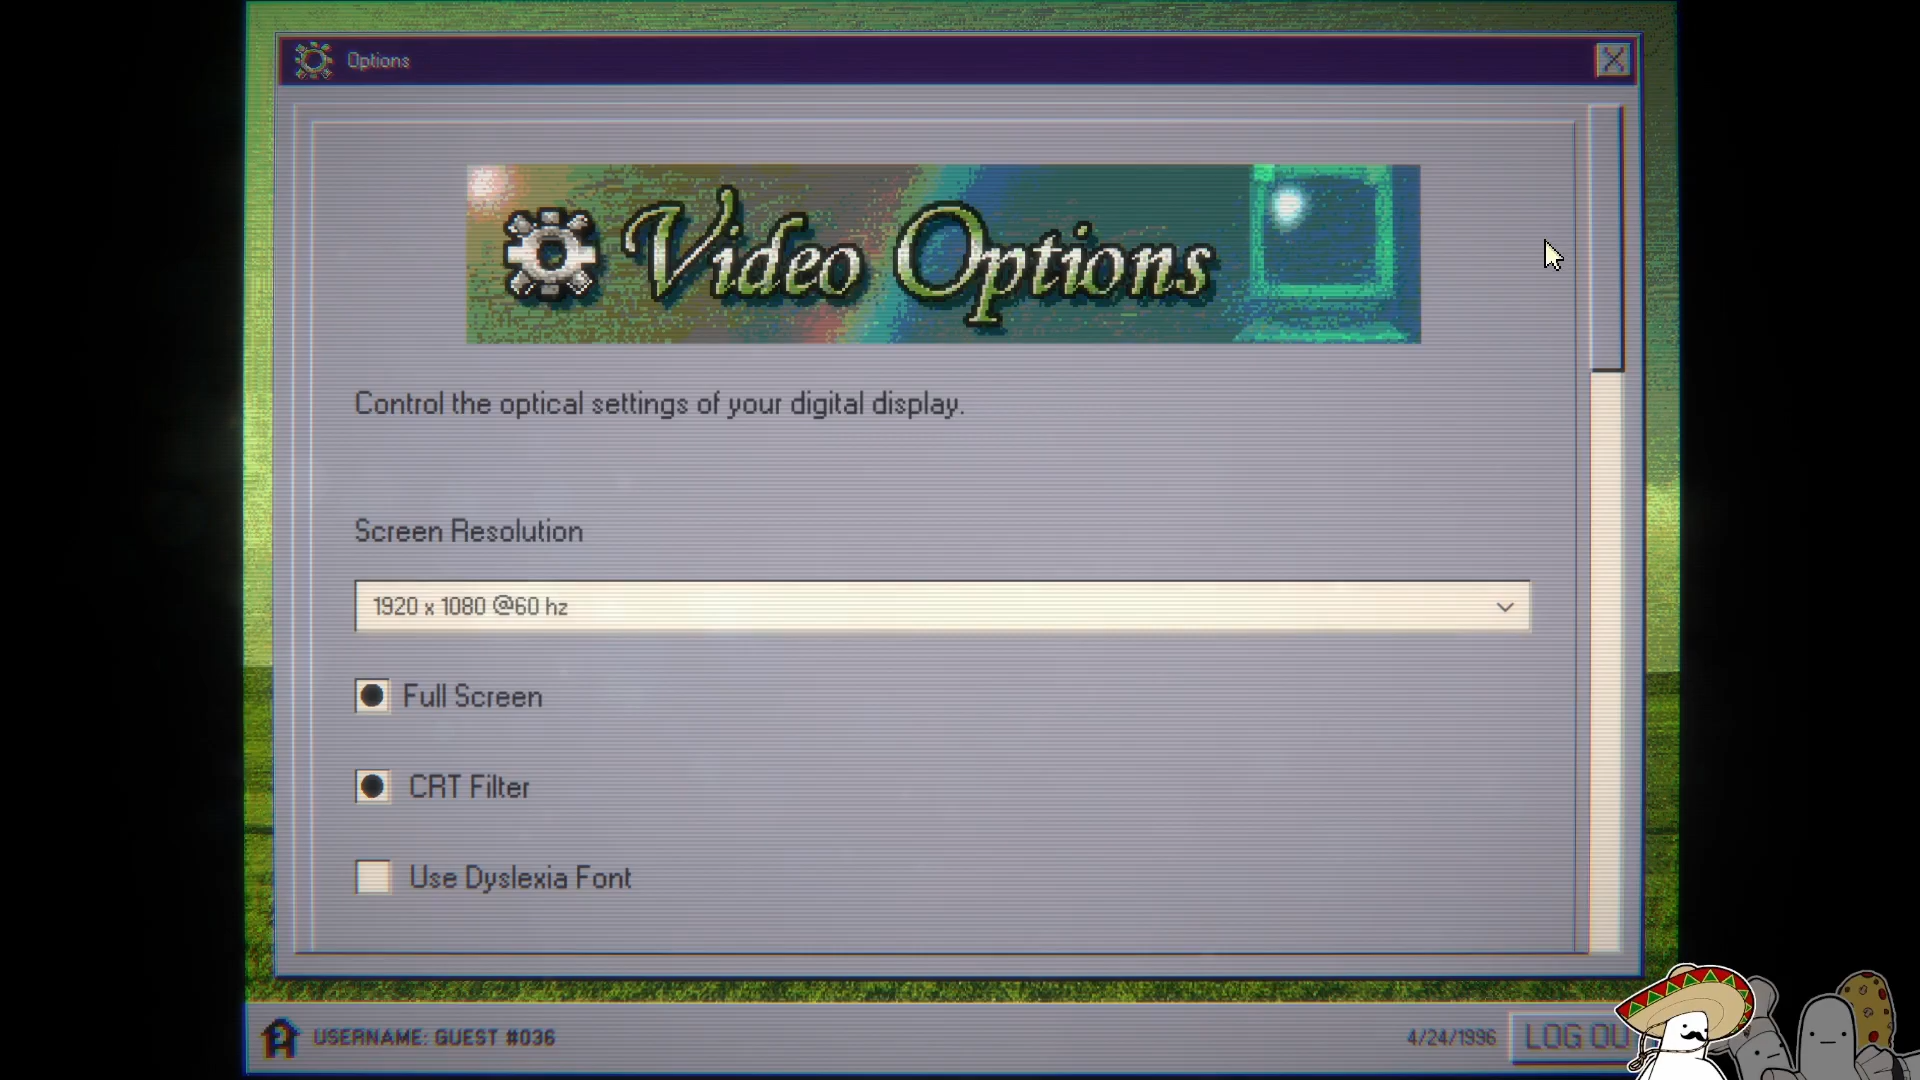 Options
Video Options
Control the optical settings of your digital display.
Screen Resolution
1920 x 1080 @60 hz
Full Screen
CRT Filter
Use Dyslexia Font
USERNAME: GUEST #036
4/24/1996
LOG OU